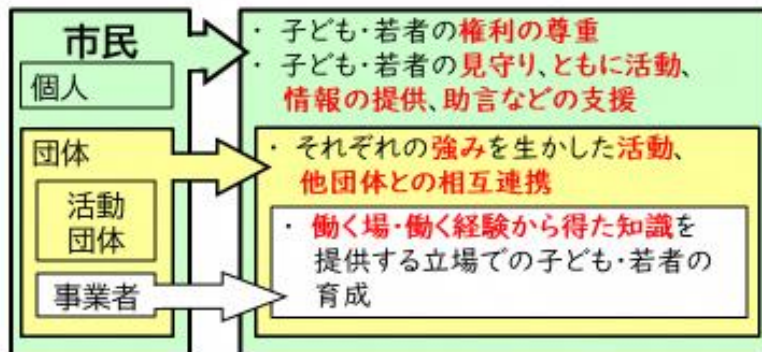 市民
個人
団体
活動
団体
事業者
・ 子ども・若者の権利の尊重
・ 子ども・若者の見守り、ともに活動、
情報の提供、助言などの支援
・ それぞれの強みを生かした活動、
他団体との相互連携
・ 働く場・働く経験から得た知識を
提供する立場での子ども・若者の
育成